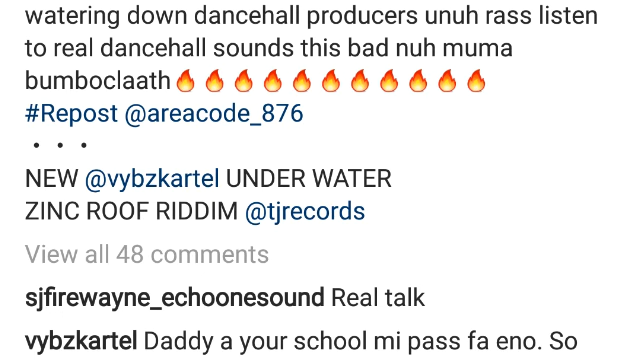 watering down dancehall producers unuh rass listen
to real dancehall sounds this bad nuh muma
bumboclaath🔥🔥🔥🔥🔥🔥🔥🔥🔥🔥🔥
#Repost @areacode_876
• • •
NEW @vybzkartel UNDER WATER
ZINC ROOF RIDDIM @tjrecords
View all 48 comments
sjfirewayne_echoonesound Real talk
vybzkartel Daddy a your school mi pass fa eno. So